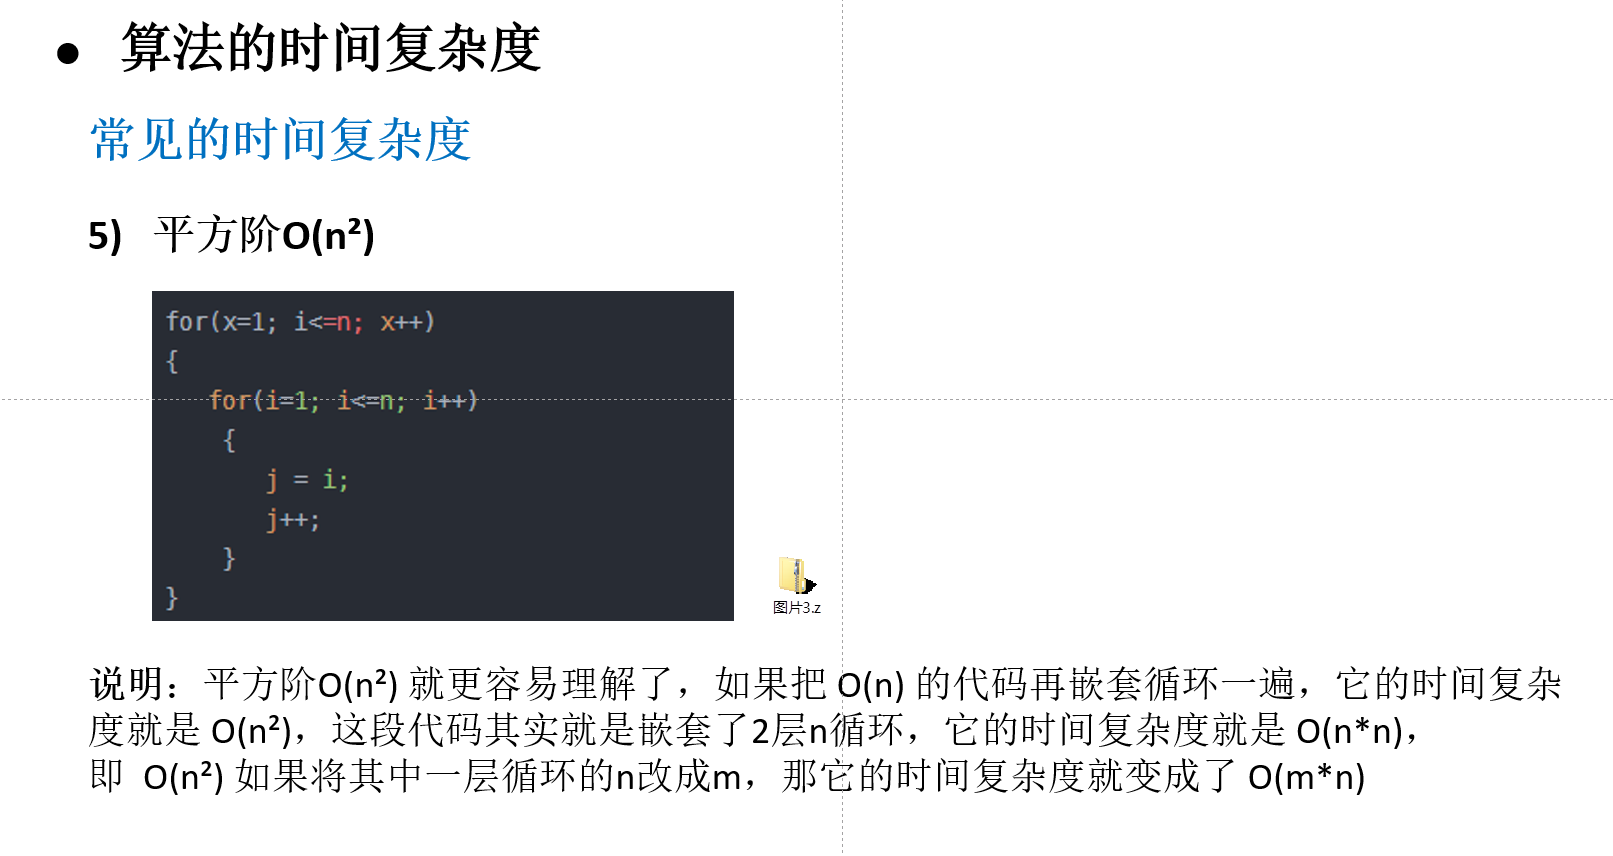 ● 算法的时间复杂度
常见的时间复杂度
5) 平方阶O(n²)
for(x=1; i<=n; x++)
{
for(i=1; i<=n; i++)
{
j = i;
j++;
}
}
图片3.z
说明：平方阶O(n²) 就更容易理解了，如果把 O(n) 的代码再嵌套循环一遍，它的时间复杂
度就是 O(n²)，这段代码其实就是嵌套了2层n循环，它的时间复杂度就是 O(n*n)，
即 O(n²) 如果将其中一层循环的n改成m，那它的时间复杂度就变成了 O(m*n)